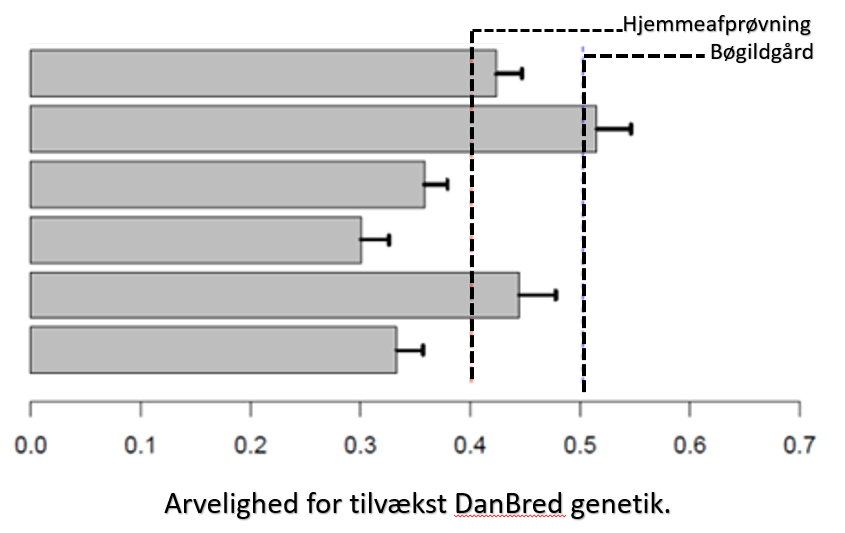 Hjemmeafprøvning
Bøgildgård
0.0 0.1 0.2 0.3 0.4 0.5 0.6 0.7
Arvelighed for tilvækst DanBred genetik.